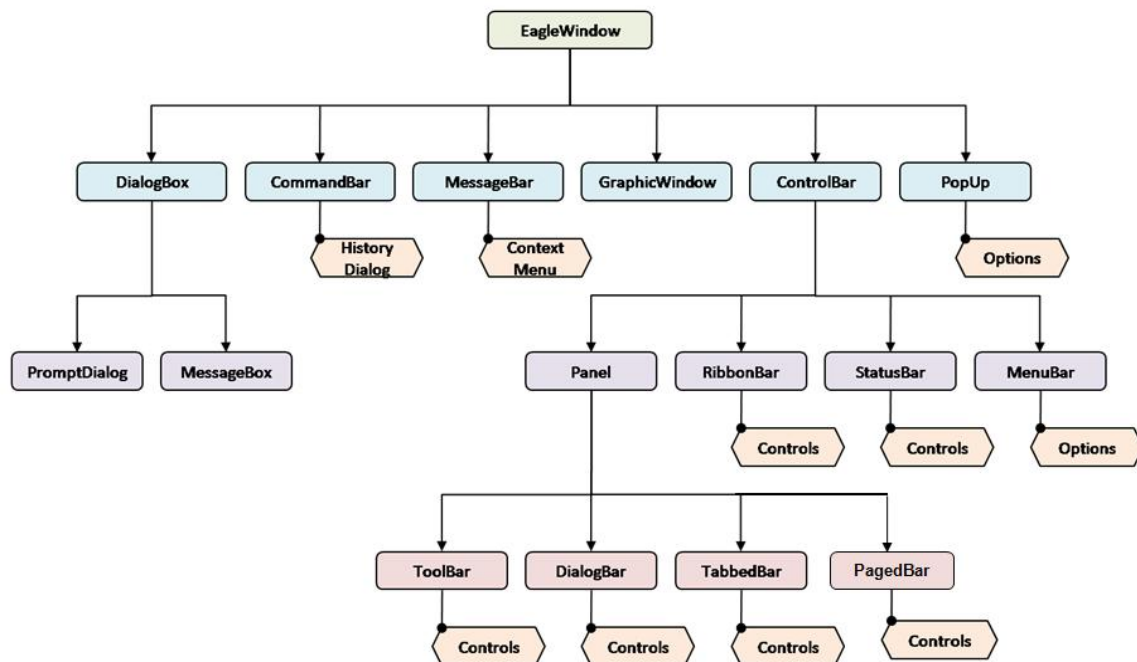 EagleWindow
DialogBox
CommandBar
MessageBar
GraphicWindow
ControlBar
PopUp
History
Dialog
Context
Menu
Options
PromptDialog
MessageBox
Panel
RibbonBar
StatusBar
MenuBar
Controls
Controls
Options
ToolBar
DialogBar
TabbedBar
PagedBar
Controls
Controls
Controls
Controls